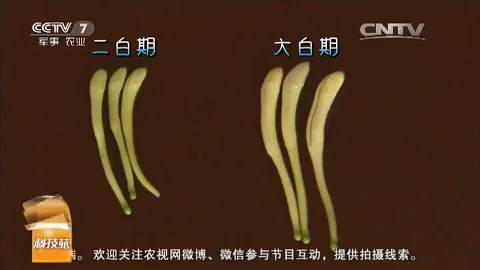 CCTV 7
军事 农业
CNTV
二白期
大白期
科技苑
端。 欢迎关注农视网微博、微信参与节目互动，提供拍摄线索。